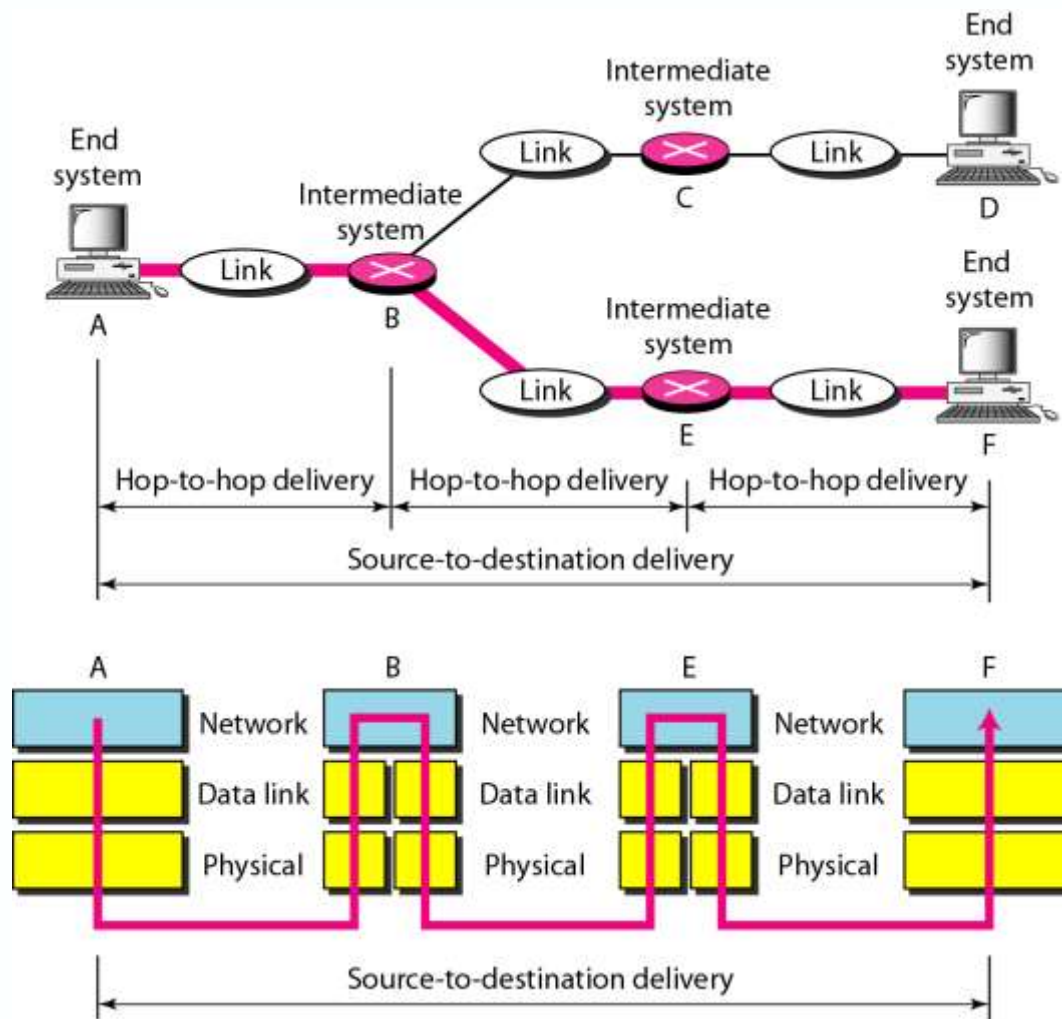 End
system
Intermediate
system
End
system
Link
Link
C
D
Intermediate
system
Link
A
B
Intermediate
system
End
system
Link
Link
E
F
Hop-to-hop delivery
Hop-to-hop delivery
Hop-to-hop delivery
Source-to-destination delivery
A
B
E
F
Network
Network
Network
Data link
Data link
Data link
Physical
Physical
Physical
Source-to-destination delivery